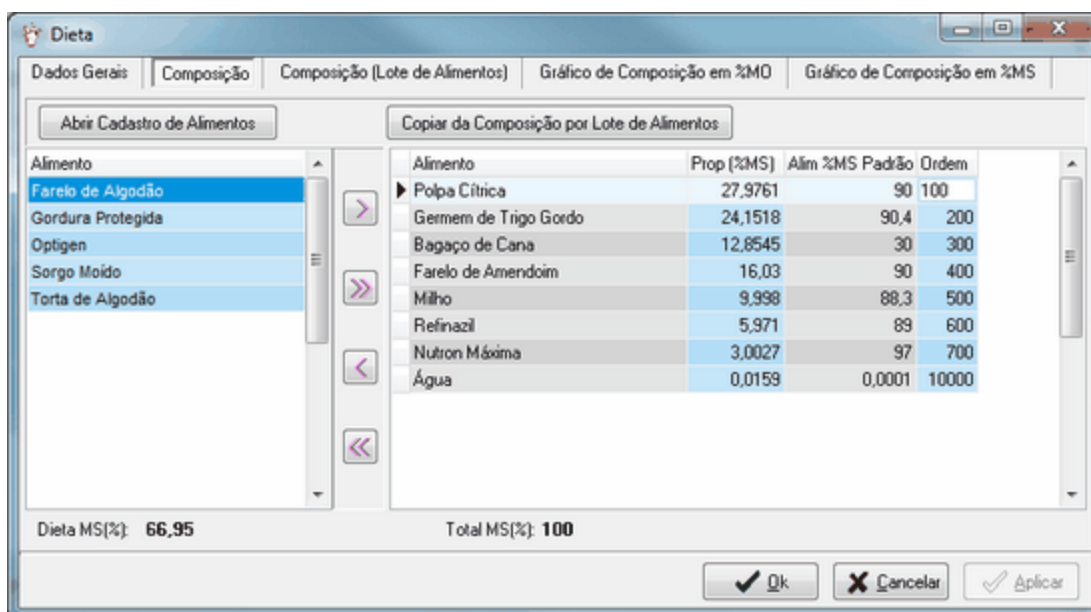 Dieta
Dados Gerais Composição Composição (Lote de Alimentos) Gráfico de Composição em %MO Gráfico de Composição em %MS
Abrir Cadastro de Alimentos Copiar da Composição por Lote de Alimentos
Alimento Alimento Prop (%MS) Alim %MS Padrão Ordem
Farelo de Algodão Polpa Cítrica 27,9761 90 100
Gordura Protegida Germem de Trigo Gordo 24,1518 90,4 200
Optigen Bagaço de Cana 12,8545 30 300
Sorgo Moído Farelo de Amendoim 16,03 90 400
Torta de Algodão Milho 9,998 88,3 500
Refinazil 5,971 89 600
Nutron Máxima 3,0027 97 700
Água 0,0159 0,0001 10000
Dieta MS(%): 66,95 Total MS(%): 100
Ok Cancelar Aplicar